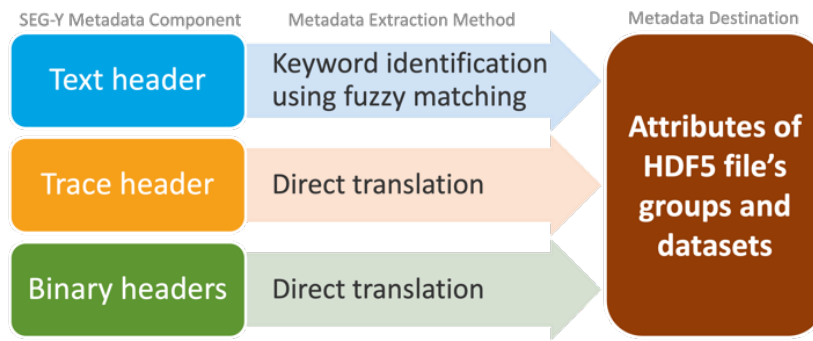 SEG-Y Metadata Component
Metadata Extraction Method
Metadata Destination
Text header
Keyword identification
using fuzzy matching
Trace header
Direct translation
Binary headers
Direct translation
Attributes of
HDF5 file's
groups and
datasets